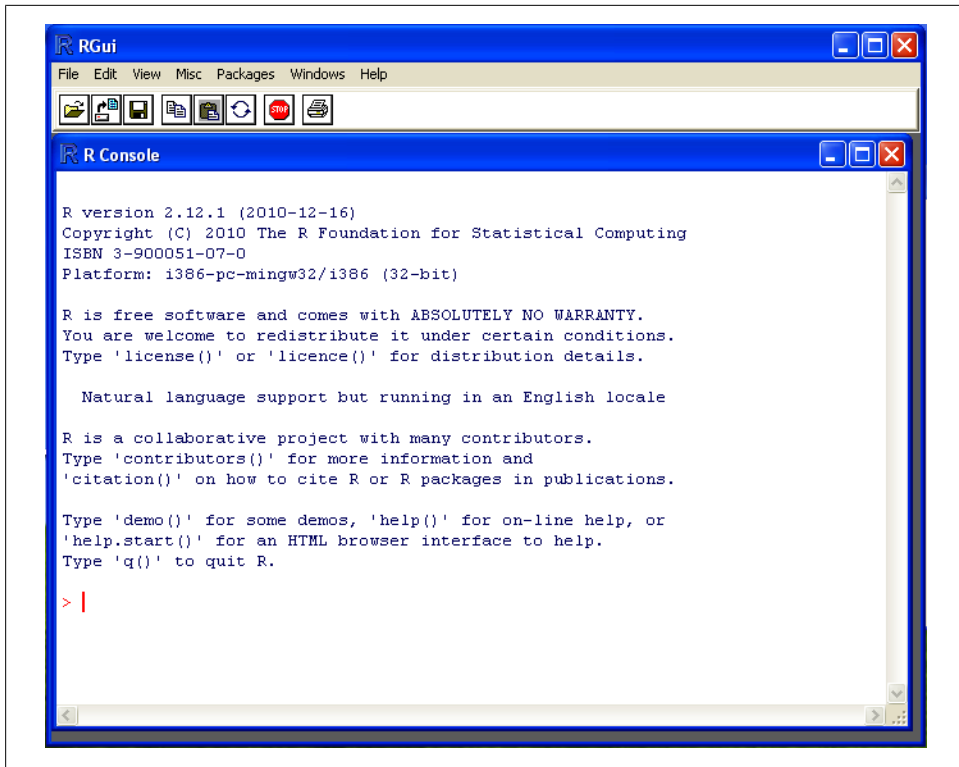 RGui
File Edit View Misc Packages Windows Help
STOP
R Console
R version 2.12.1 (2010-12-16)
Copyright (C) 2010 The R Foundation for Statistical Computing
ISBN 3-900051-07-0
Platform: i386-pc-mingw32/i386 (32-bit)
R is free software and comes with ABSOLUTELY NO WARRANTY.
You are welcome to redistribute it under certain conditions.
Type 'license()' or 'licence()' for distribution details.
Natural language support but running in an English locale
R is a collaborative project with many contributors.
Type 'contributors()' for more information and
'citation()' on how to cite R or R packages in publications.
Type 'demo()' for some demos, 'help()' for on-line help, or
'help.start()' for an HTML browser interface to help.
Type 'q()' to quit R.
>